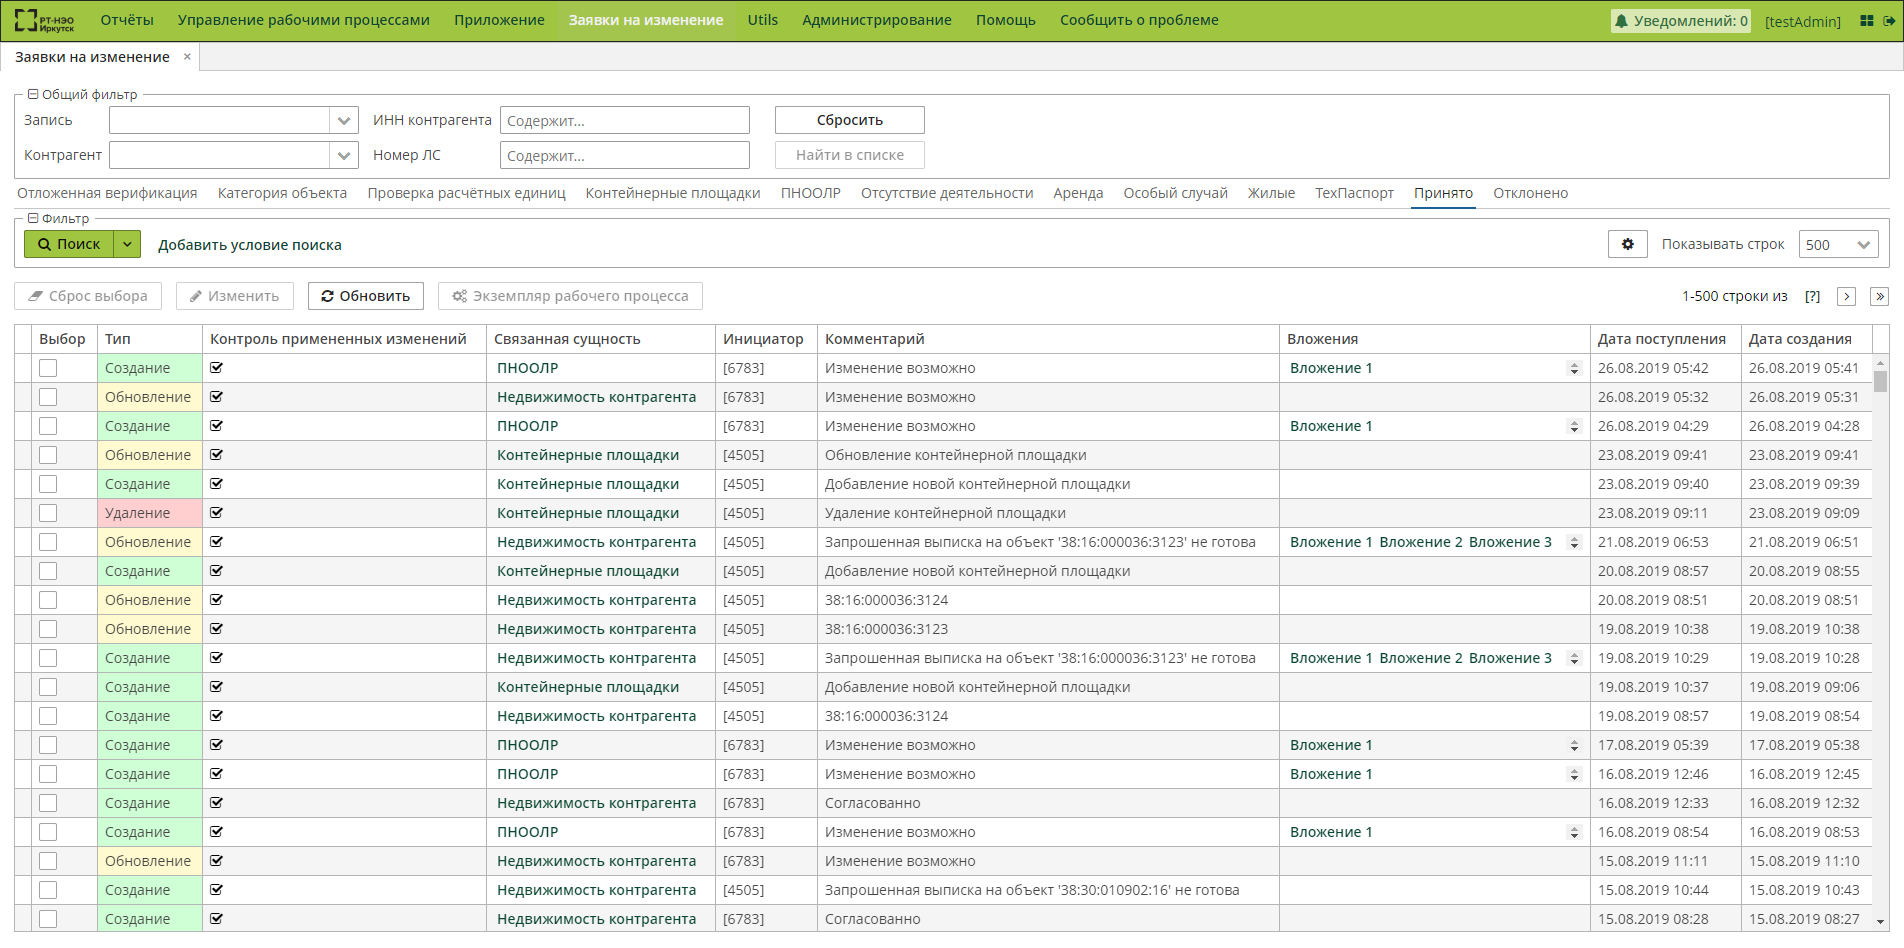 РТ-НЭО Иркутск Отчёты Управление рабочими процессами Приложение Заявки на изменение Utils Администрирование Помощь Сообщить о проблеме Уведомлений: 0 [testAdmin]
Заявки на изменение ×
Общий фильтр
Запись ИНН контрагента Содержит... Сбросить
Контрагент Номер ЛС Содержит... Найти в списке
Отложенная верификация Категория объекта Проверка расчётных единиц Контейнерные площадки ПНООЛР Отсутствие деятельности Аренда Особый случай Жилые ТехПаспорт Принято Отклонено
Фильтр
Поиск Добавить условие поиска Показывать строк 500
Сброс выбора Изменить Обновить Экземпляр рабочего процесса 1-500 строки из [?]
Выбор Тип Контроль примененных изменений Связанная сущность Инициатор Комментарий Вложения Дата поступления Дата создания
Создание ПНООЛР [6783] Изменение возможно Вложение 1 26.08.2019 05:42 26.08.2019 05:41
Обновление Недвижимость контрагента [6783] Изменение возможно 26.08.2019 05:32 26.08.2019 05:31
Создание ПНООЛР [6783] Изменение возможно Вложение 1 26.08.2019 04:29 26.08.2019 04:28
Обновление Контейнерные площадки [4505] Обновление контейнерной площадки 23.08.2019 09:41 23.08.2019 09:41
Создание Контейнерные площадки [4505] Добавление новой контейнерной площадки 23.08.2019 09:40 23.08.2019 09:39
Удаление Контейнерные площадки [4505] Удаление контейнерной площадки 23.08.2019 09:11 23.08.2019 09:09
Обновление Недвижимость контрагента [4505] Запрошенная выписка на объект '38:16:000036:3123' не готова Вложение 1 Вложение 2 Вложение 3 21.08.2019 06:53 21.08.2019 06:51
Создание Контейнерные площадки [4505] Добавление новой контейнерной площадки 20.08.2019 08:57 20.08.2019 08:55
Обновление Недвижимость контрагента [4505] 38:16:000036:3124 20.08.2019 08:51 20.08.2019 08:51
Обновление Недвижимость контрагента [4505] 38:16:000036:3123 19.08.2019 10:38 19.08.2019 10:38
Создание Недвижимость контрагента [4505] Запрошенная выписка на объект '38:16:000036:3123' не готова Вложение 1 Вложение 2 Вложение 3 19.08.2019 10:29 19.08.2019 10:28
Создание Контейнерные площадки [4505] Добавление новой контейнерной площадки 19.08.2019 10:37 19.08.2019 09:06
Создание Недвижимость контрагента [4505] 38:16:000036:3124 19.08.2019 08:57 19.08.2019 08:54
Создание ПНООЛР [6783] Изменение возможно Вложение 1 17.08.2019 05:39 17.08.2019 05:38
Создание ПНООЛР [6783] Изменение возможно Вложение 1 16.08.2019 12:46 16.08.2019 12:45
Создание Недвижимость контрагента [6783] Согласованно 16.08.2019 12:33 16.08.2019 12:32
Создание ПНООЛР [6783] Изменение возможно Вложение 1 16.08.2019 08:54 16.08.2019 08:53
Обновление Недвижимость контрагента [6783] Изменение возможно 15.08.2019 11:11 15.08.2019 11:10
Создание Недвижимость контрагента [4505] Запрошенная выписка на объект '38:30:010902:16' не готова 15.08.2019 10:44 15.08.2019 10:43
Создание Недвижимость контрагента [6783] Согласованно 15.08.2019 08:28 15.08.2019 08:27